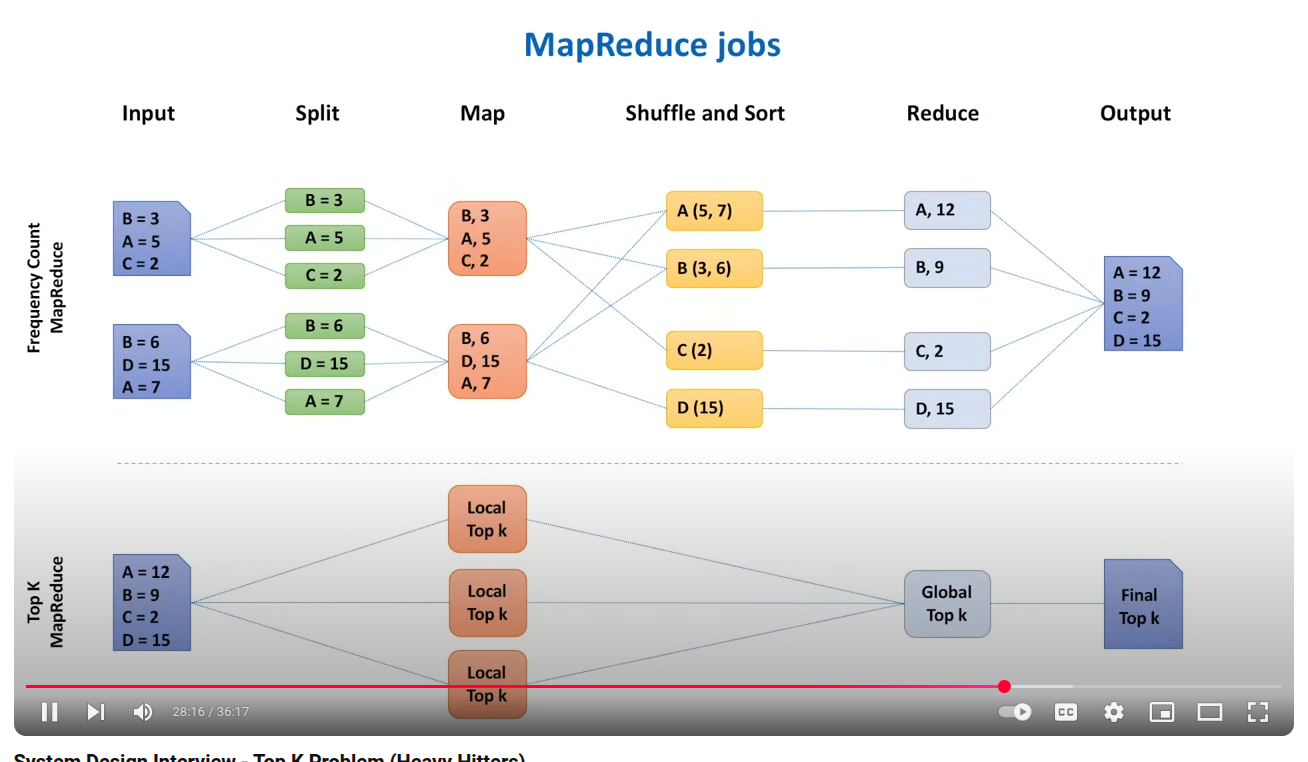 MapReduce jobs
Input
Split
Map
Shuffle and Sort
Reduce
Output
Frequency Count
MapReduce
B = 3
A = 5
C = 2
B = 6
D = 15
A = 7
B = 3
A = 5
C = 2
B = 6
D = 15
A = 7
B, 3
A, 5
C, 2
B, 6
D, 15
A, 7
A (5, 7)
B (3, 6)
C (2)
D (15)
A, 12
B, 9
C, 2
D, 15
A = 12
B = 9
C = 2
D = 15
Top K
MapReduce
A = 12
B = 9
C = 2
D = 15
Local
Top k
Local
Top k
Local
Top k
Global
Top k
Final
Top k
28:16 / 36:17
CC
System Design Interview - Top K Problem (Heavy Hitters)